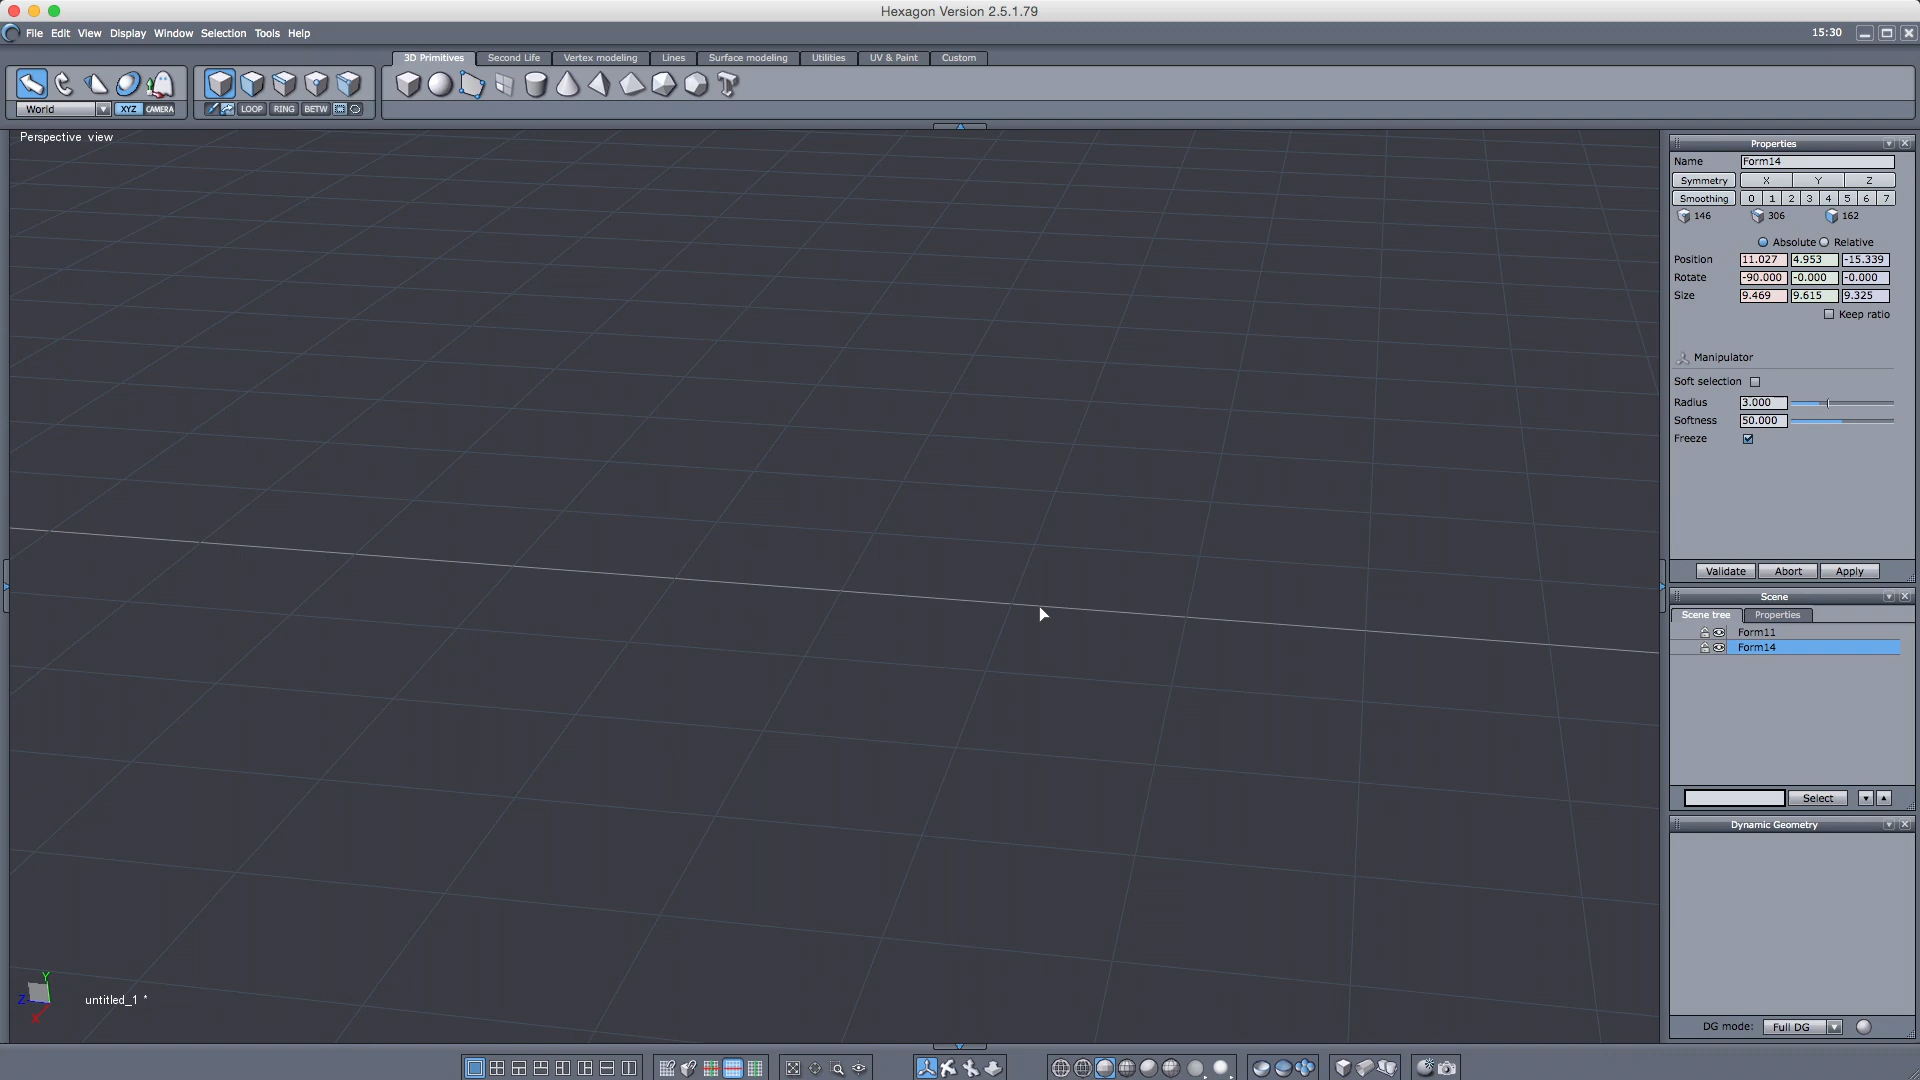 Hexagon Version 2.5.1.79
File Edit View Display Window Selection Tools Help 15:30
3D Primitives Second Life Vertex modeling Lines Surface modeling Utilities UV & Paint Custom
World XYZ CAMERA LOOP RING BETW
Perspective view
Properties
Name Form14
Symmetry X Y Z
Smoothing 0 1 2 3 4 5 6 7
146 306 162
Absolute Relative
Position 11.027 4.953 -15.339
Rotate -90.000 -0.000 -0.000
Size 9.469 9.615 9.325
Keep ratio
Manipulator
Soft selection
Radius 3.000
Softness 50.000
Freeze
Validate Abort Apply
Scene
Scene tree Properties
Form11
Form14
Select
Dynamic Geometry
Y
Z
X
untitled_1 *
DG mode: Full DG